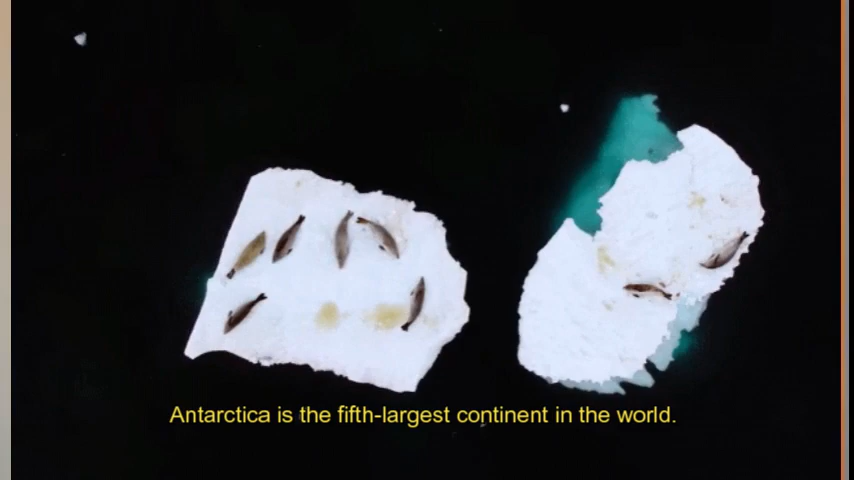 Antarctica is the fifth-largest continent in the world.